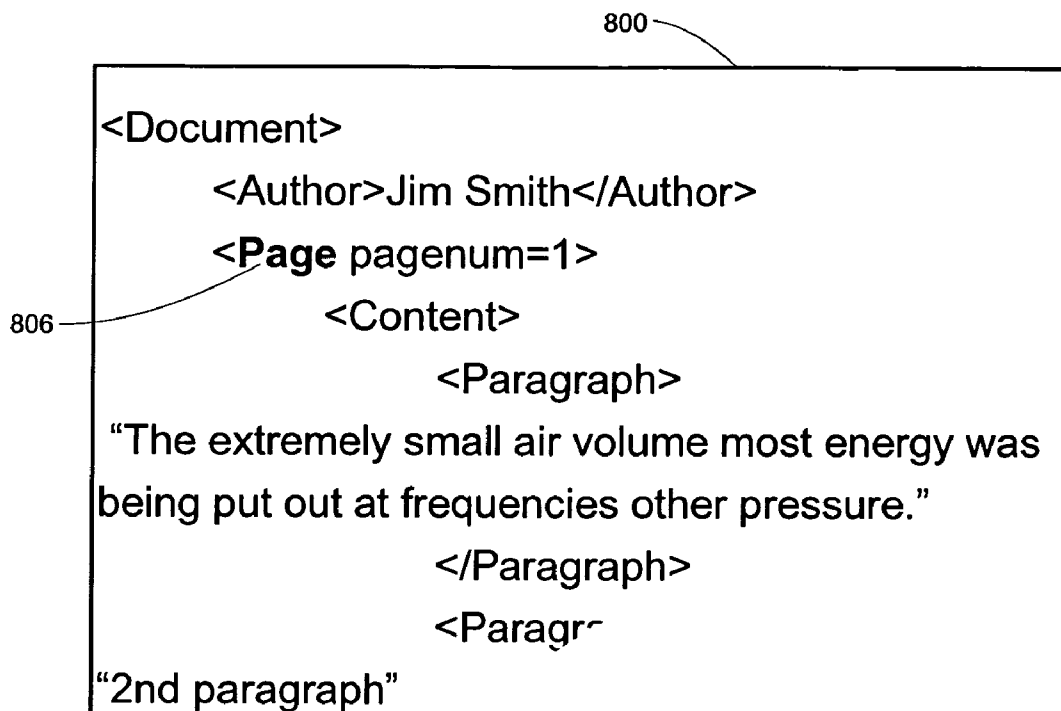 800
<Document>
<Author>Jim Smith</Author>
<Page pagenum=1>
806
<Content>
<Paragraph>
“The extremely small air volume most energy was
being put out at frequencies other pressure.”
</Paragraph>
“2nd paragraph”